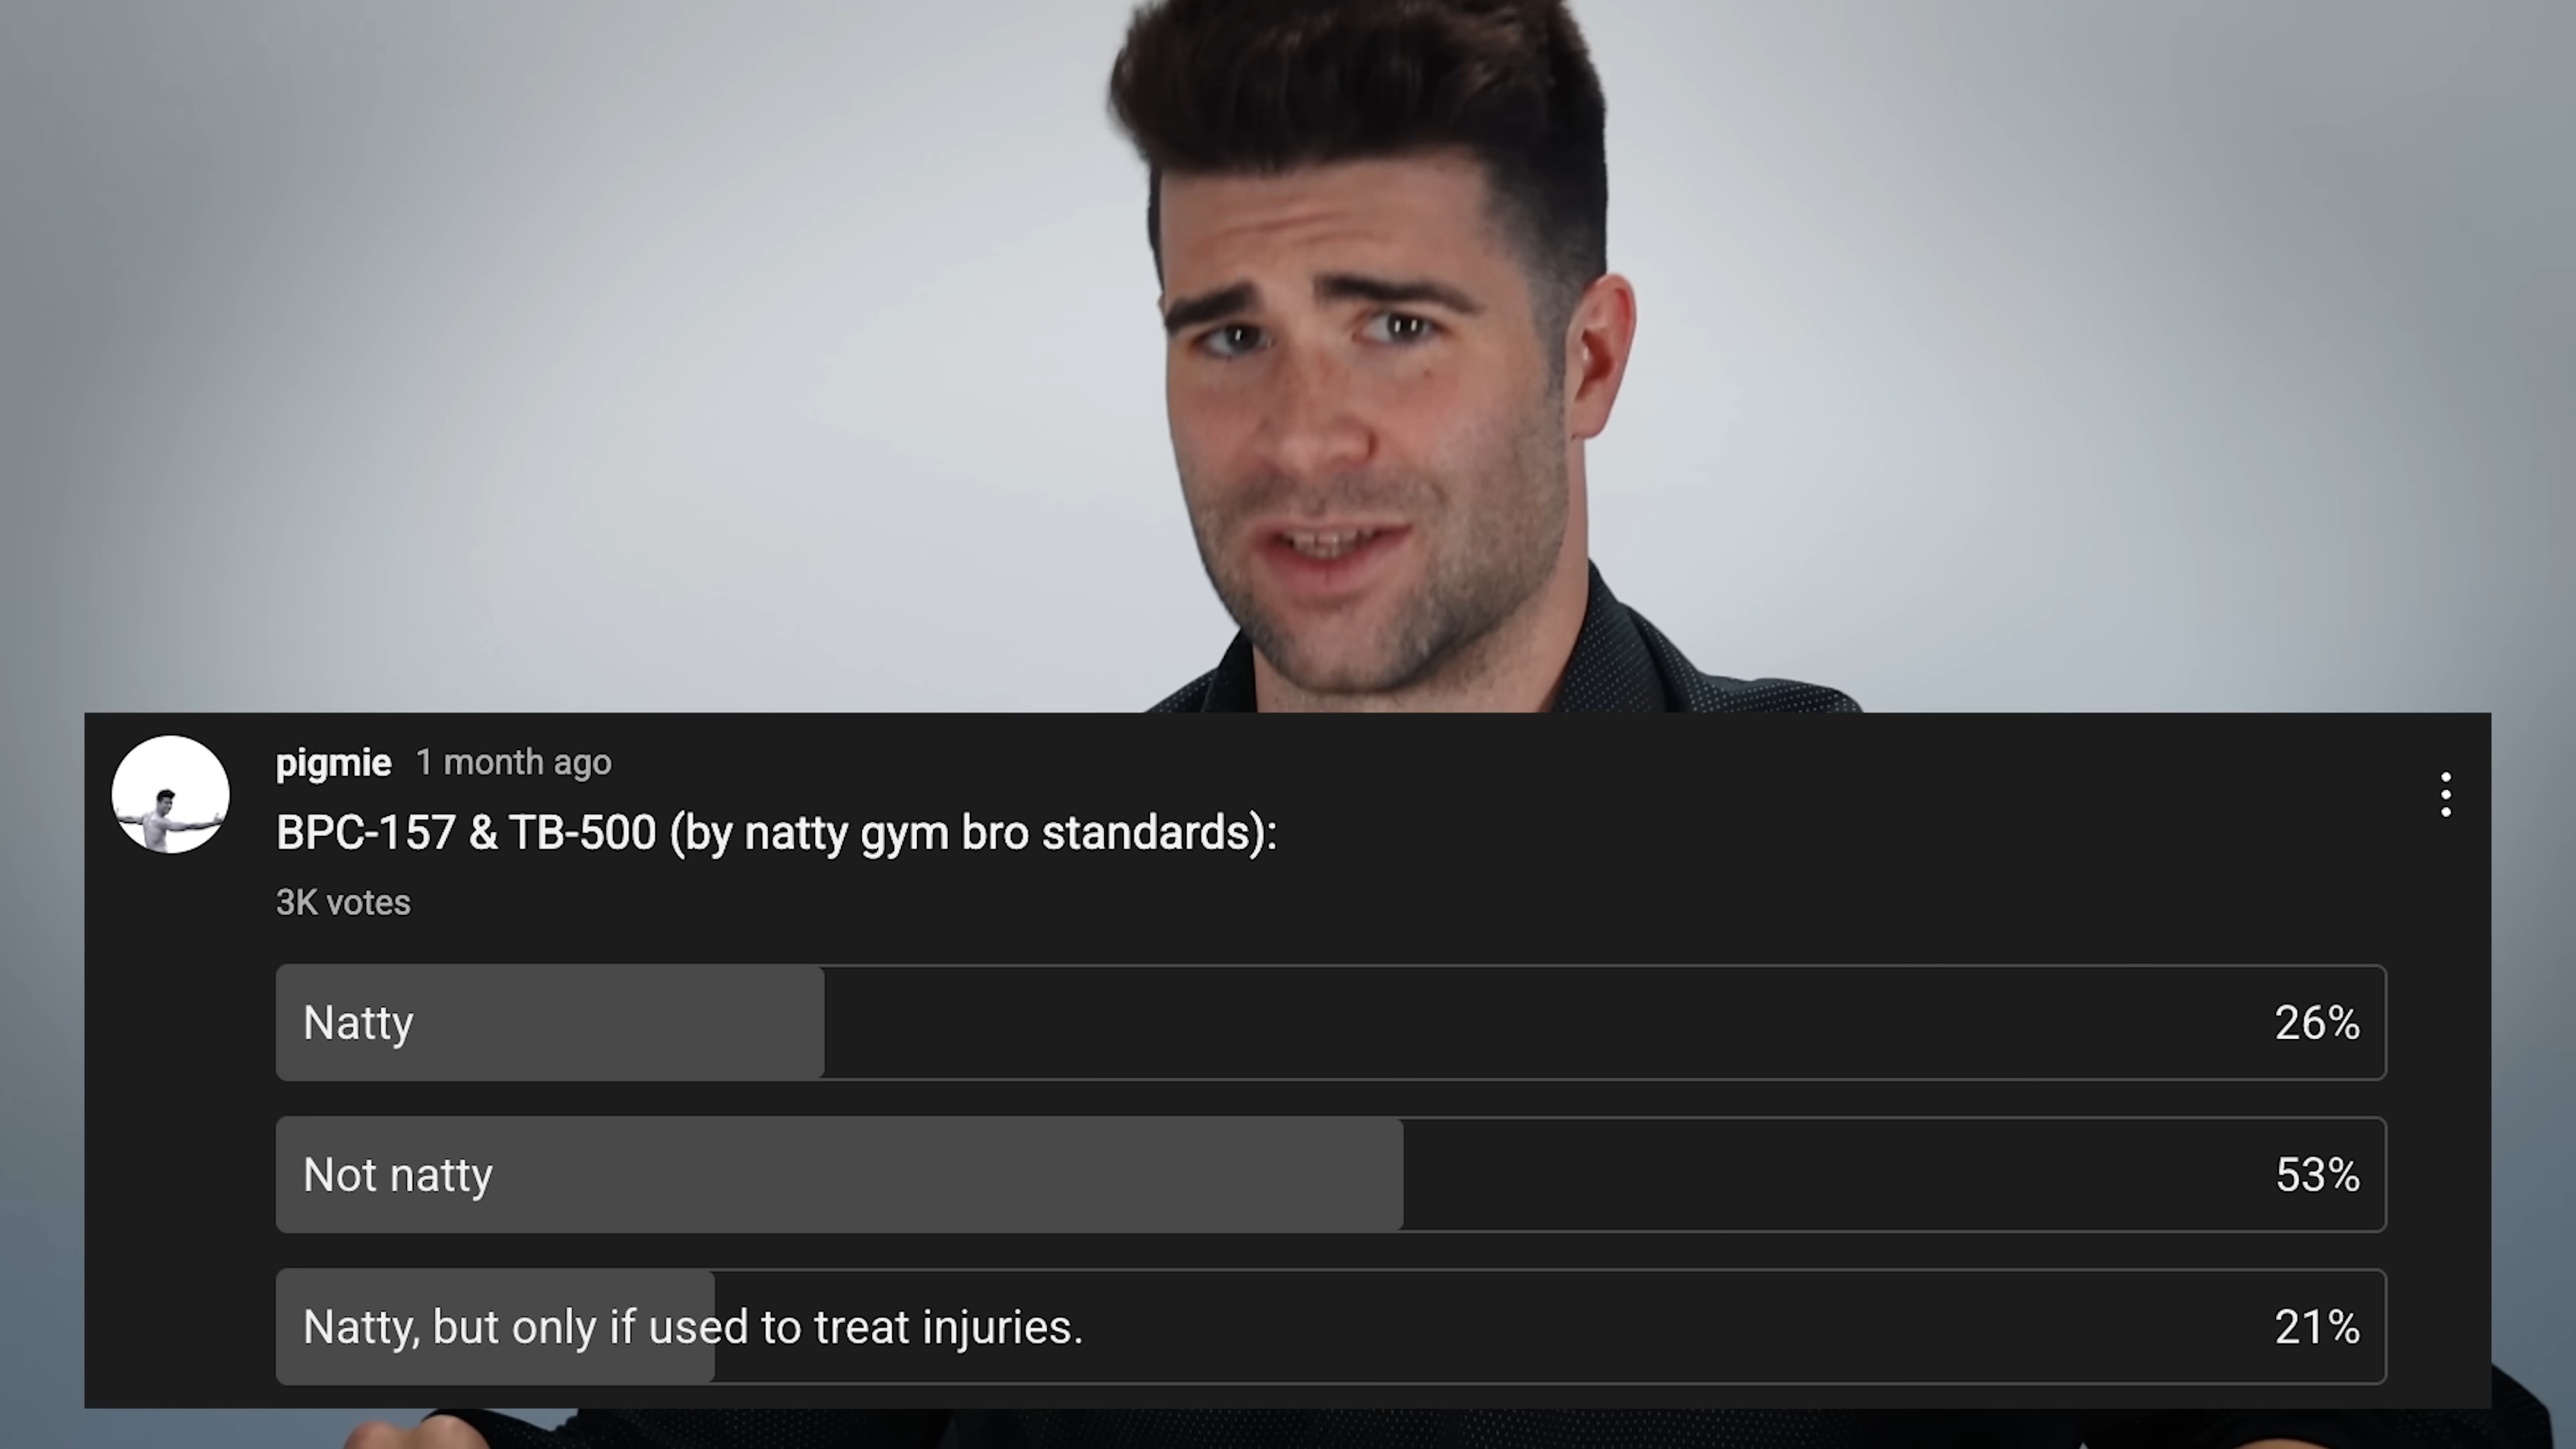 pigmie 1 month ago
BPC-157 & TB-500 (by natty gym bro standards):
3K votes
Natty 26%
Not natty 53%
Natty, but only if used to treat injuries. 21%